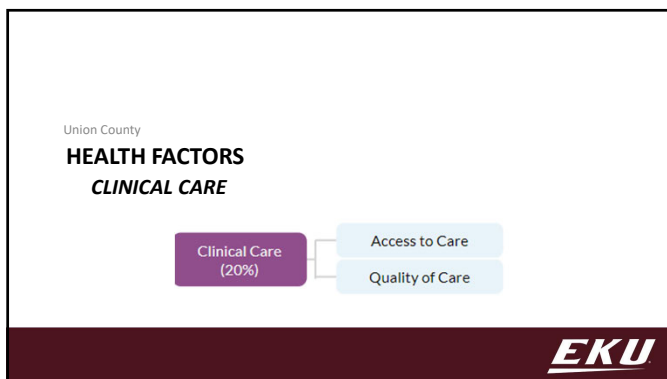 Union County
HEALTH FACTORS
CLINICAL CARE
Clinical Care
(20%)
Access to Care
Quality of Care
EKU